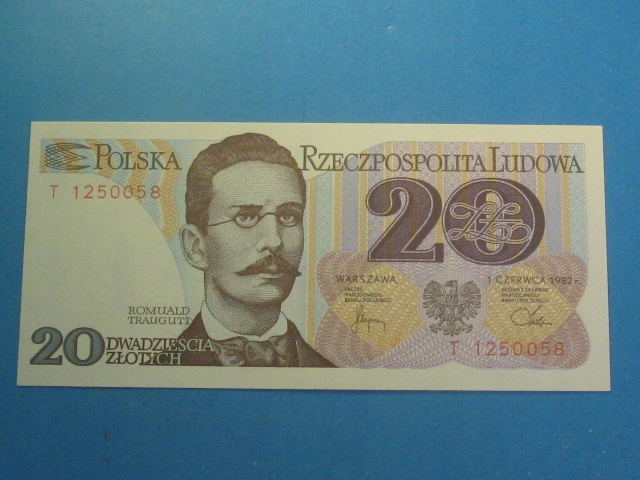 POLSKA RZECZPOSPOLITA LUDOWA
T 1250058
20 ZŁ
WARSZAWA 1 CZERWCA 1982 r.
PREZES GŁÓWNY SKARBNIK
NARODOWEGO NARODOWEGO
BANKU POLSKIEGO BANKU POLSKIEGO
ROMUALD
TRAUGUTT
T 1250058
20 DWADZIEŚCIA
ZŁOTYCH